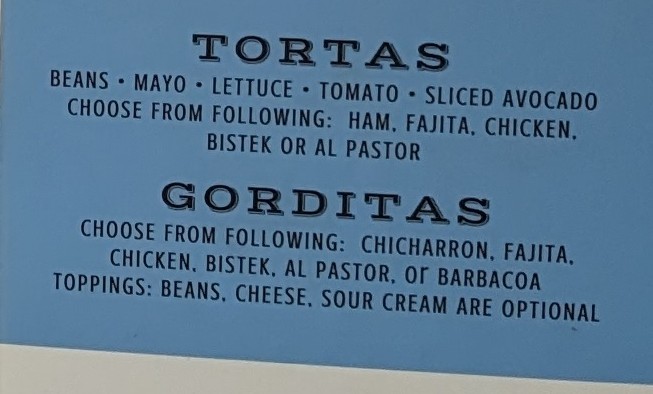 TORTAS
BEANS • MAYO • LETTUCE • TOMATO • SLICED AVOCADO
CHOOSE FROM FOLLOWING: HAM, FAJITA, CHICKEN,
BISTEK OR AL PASTOR
GORDITAS
CHOOSE FROM FOLLOWING: CHICHARRON, FAJITA,
CHICKEN, BISTEK, AL PASTOR, or BARBACOA
TOPPINGS: BEANS, CHEESE, SOUR CREAM ARE OPTIONAL